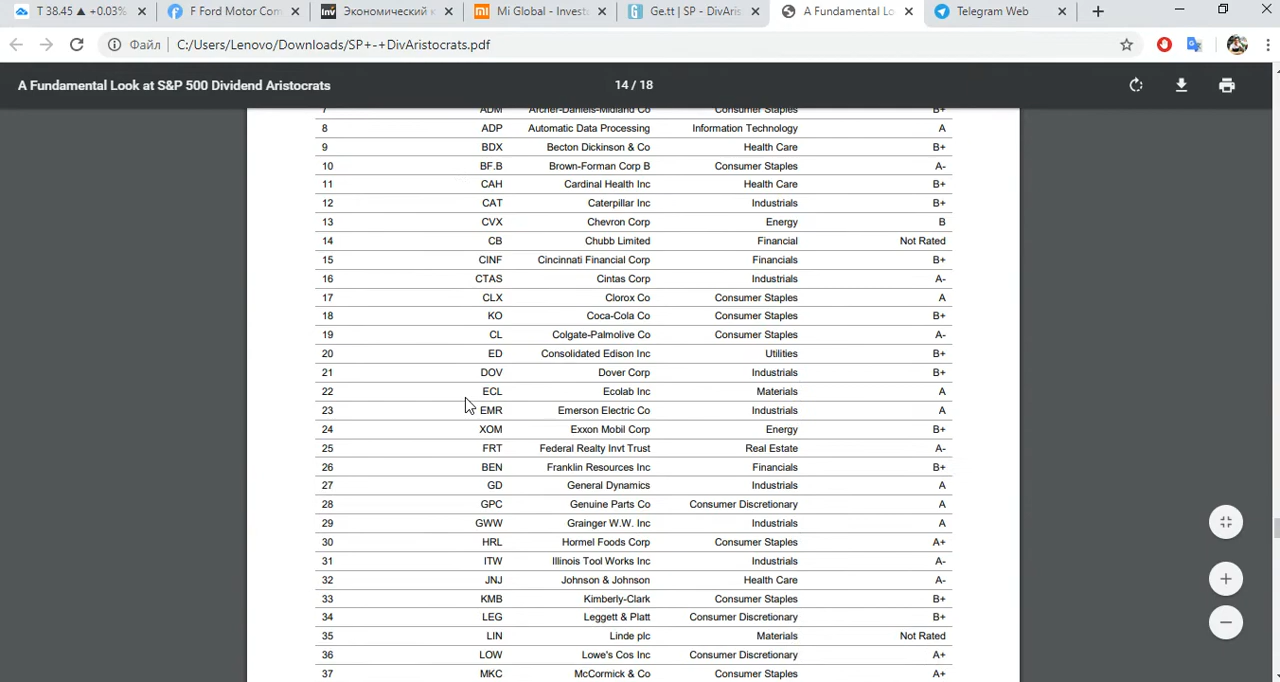 T 38.45 ▲ +0.03%
F Ford Motor Com
Экономический к
Mi Global - Investo
Ge.tt | SP - DivAris
A Fundamental Lo
Telegram Web
Файл | C:/Users/Lenovo/Downloads/SP+-+DivAristocrats.pdf
A Fundamental Look at S&P 500 Dividend Aristocrats 14 / 18
7 ADM Archer-Daniels-Midland Co Consumer Staples B+
8 ADP Automatic Data Processing Information Technology A
9 BDX Becton Dickinson & Co Health Care B+
10 BF.B Brown-Forman Corp B Consumer Staples A-
11 CAH Cardinal Health Inc Health Care B+
12 CAT Caterpillar Inc Industrials B+
13 CVX Chevron Corp Energy B
14 CB Chubb Limited Financial Not Rated
15 CINF Cincinnati Financial Corp Financials B+
16 CTAS Cintas Corp Industrials A-
17 CLX Clorox Co Consumer Staples A
18 KO Coca-Cola Co Consumer Staples B+
19 CL Colgate-Palmolive Co Consumer Staples A-
20 ED Consolidated Edison Inc Utilities B+
21 DOV Dover Corp Industrials B+
22 ECL Ecolab Inc Materials A
23 EMR Emerson Electric Co Industrials A
24 XOM Exxon Mobil Corp Energy B+
25 FRT Federal Realty Invt Trust Real Estate A-
26 BEN Franklin Resources Inc Financials B+
27 GD General Dynamics Industrials A
28 GPC Genuine Parts Co Consumer Discretionary A
29 GWW Grainger W.W. Inc Industrials A
30 HRL Hormel Foods Corp Consumer Staples A+
31 ITW Illinois Tool Works Inc Industrials A-
32 JNJ Johnson & Johnson Health Care A-
33 KMB Kimberly-Clark Consumer Staples B+
34 LEG Leggett & Platt Consumer Discretionary B+
35 LIN Linde plc Materials Not Rated
36 LOW Lowe's Cos Inc Consumer Discretionary A+
37 MKC McCormick & Co Consumer Staples A+